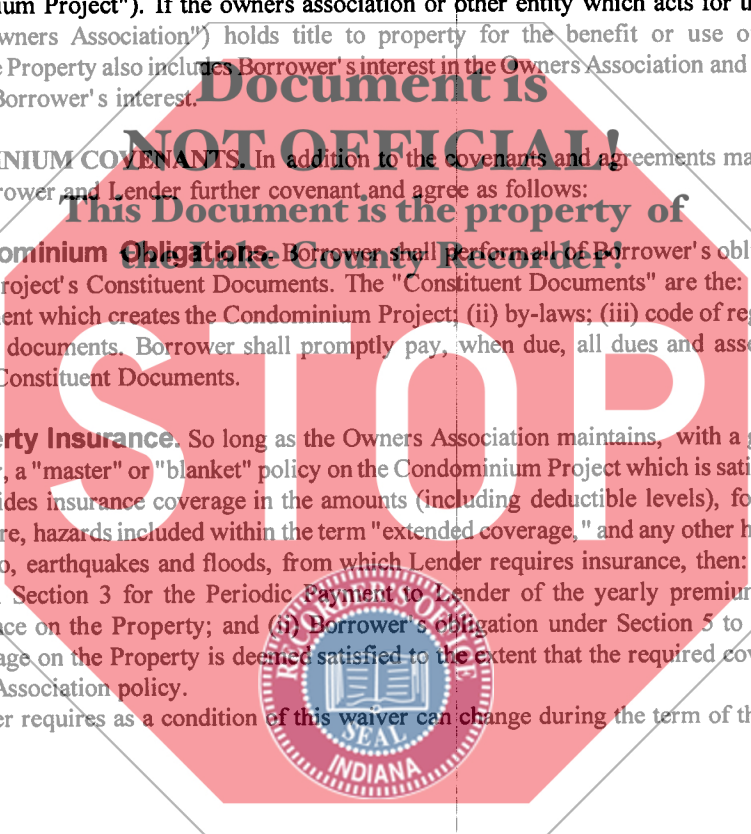 ium Project"). If the owners association or other entity which acts for u
wners Association") holds title to property for the benefit or use o
e Property also includes Borrower's interest in the Owners Association and
Borrower's interest.
Document is
NOT OFFICIAL!
INIUM COVENANTS. In addition to the covenants and agreements ma
rower and Lender further covenant and agree as follows:
This Document is the property of
the Lake County Recorder!
ominium Obligations. Borrower shall perform all of Borrower's obl
roject's Constituent Documents. The "Constituent Documents" are the:
ent which creates the Condominium Project; (ii) by-laws; (iii) code of re
documents. Borrower shall promptly pay, when due, all dues and ass
Constituent Documents.
STOP
erty Insurance. So long as the Owners Association maintains, with a g
r, a "master" or "blanket" policy on the Condominium Project which is sati
ides insurance coverage in the amounts (including deductible levels), fo
re, hazards included within the term "extended coverage," and any other h
o, earthquakes and floods, from which Lender requires insurance, then:
Section 3 for the Periodic Payment to Lender of the yearly premiu
nce on the Property; and (ii) Borrower's obligation under Section 5 to
age on the Property is deemed satisfied to the extent that the required cov
Association policy.
er requires as a condition of this waiver can change during the term of th
RECORDER'S OFFICE
SEAL
INDIANA